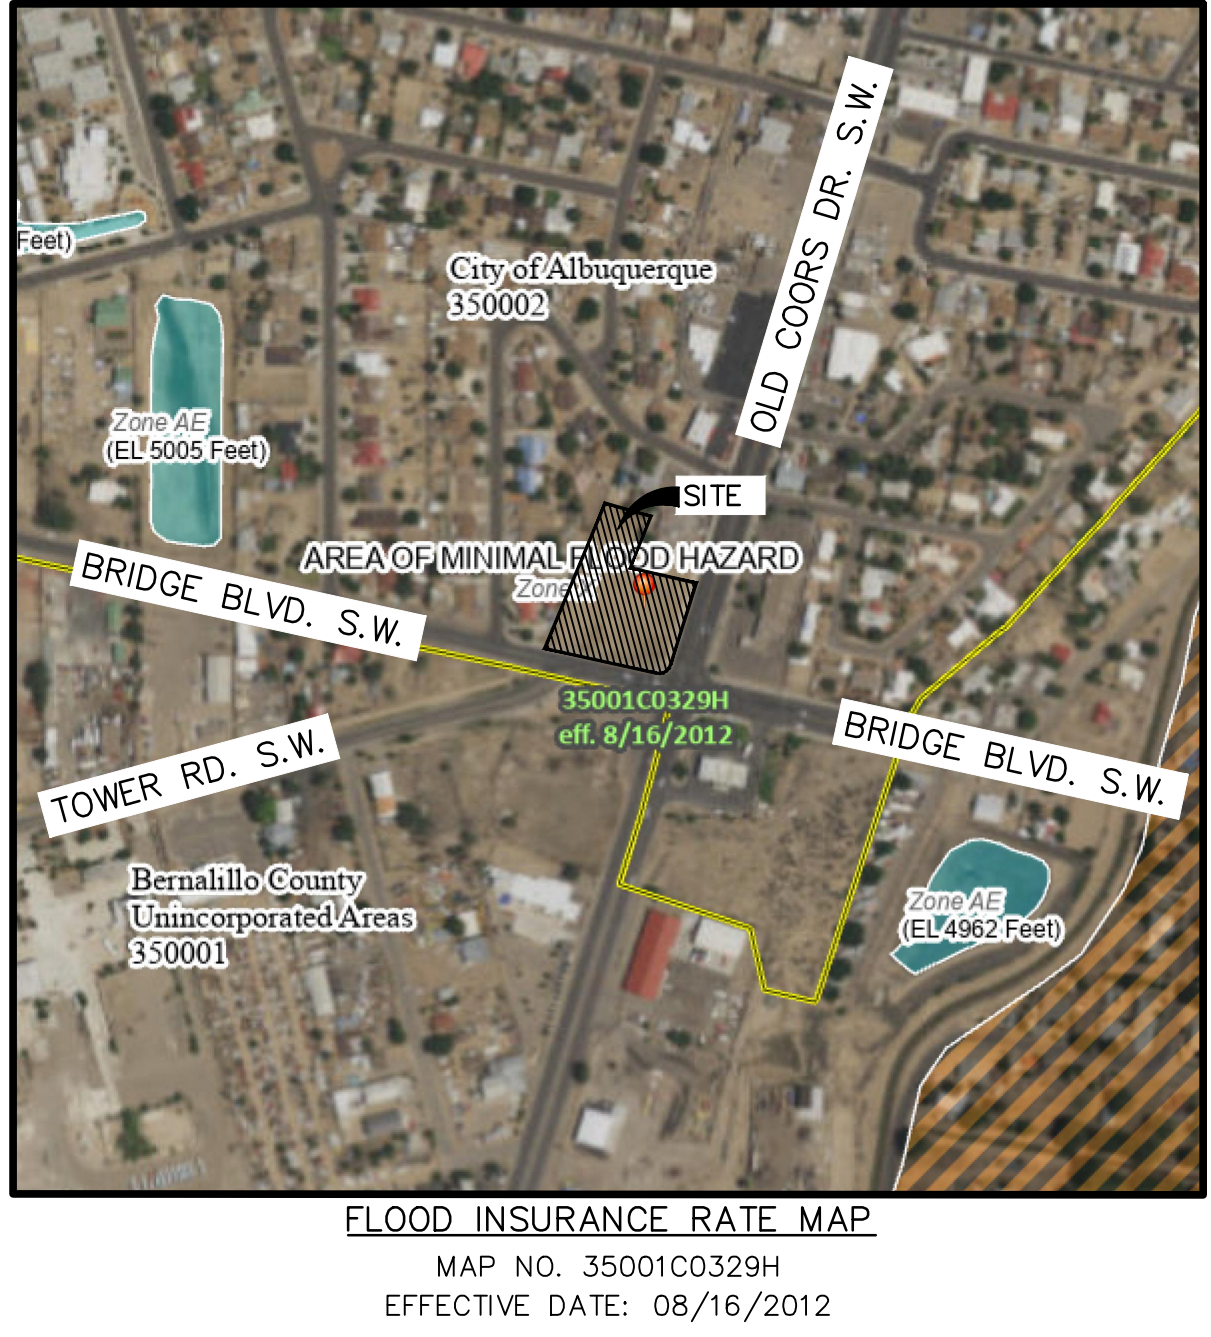 OLD COORS DR. S.W.
Feet)
City of Albuquerque
350002
Zone AE
(EL 5005 Feet)
SITE
AREA OF MINIMAL FLOOD HAZARD
Zone
BRIDGE BLVD. S.W.
35001C0329H
eff. 8/16/2012
BRIDGE BLVD. S.W.
TOWER RD. S.W.
Bernalillo County
Unincorporated Areas
350001
Zone AE
(EL 4962 Feet)
FLOOD INSURANCE RATE MAP
MAP NO. 35001C0329H
EFFECTIVE DATE: 08/16/2012